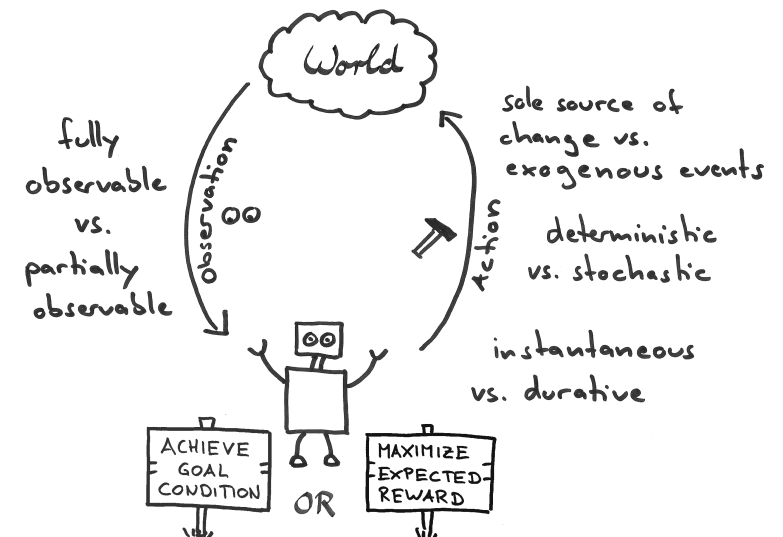 World
fully
observable
vs.
partially
observable
Observation
Action
sole source of
change vs.
exogenous events
deterministic
vs. stochastic
instantaneous
vs. durative
ACHIEVE
GOAL
CONDITION
OR
MAXIMIZE
EXPECTED
REWARD